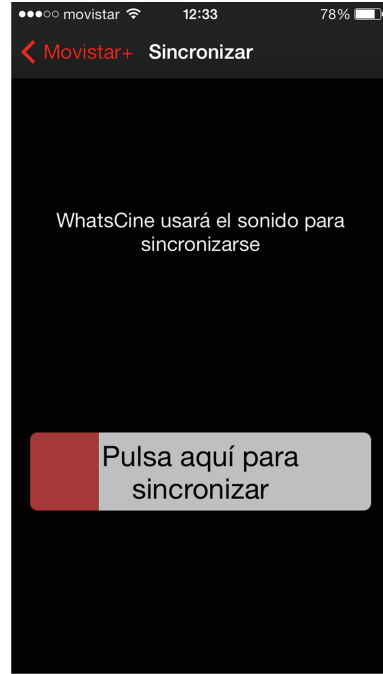 movistar 12:33 78%
Movistar+ Sincronizar
WhatsCine usará el sonido para
sincronizarse
Pulsa aquí para
sincronizar